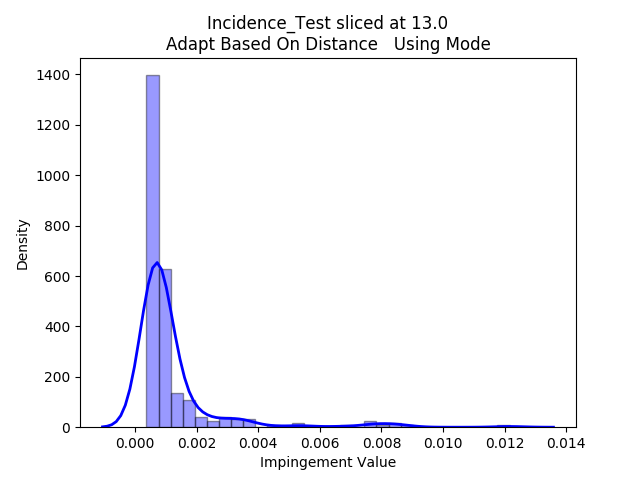 Incidence_Test sliced at 13.0
Adapt Based On Distance   Using Mode
1400
1200
1000
800
600
400
200
0
Density
0.000 0.002 0.004 0.006 0.008 0.010 0.012 0.014
Impingement Value